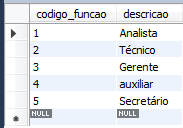 codigo_funcao descricao
1 Analista
2 Técnico
3 Gerente
4 auxiliar
5 Secretário
NULL NULL